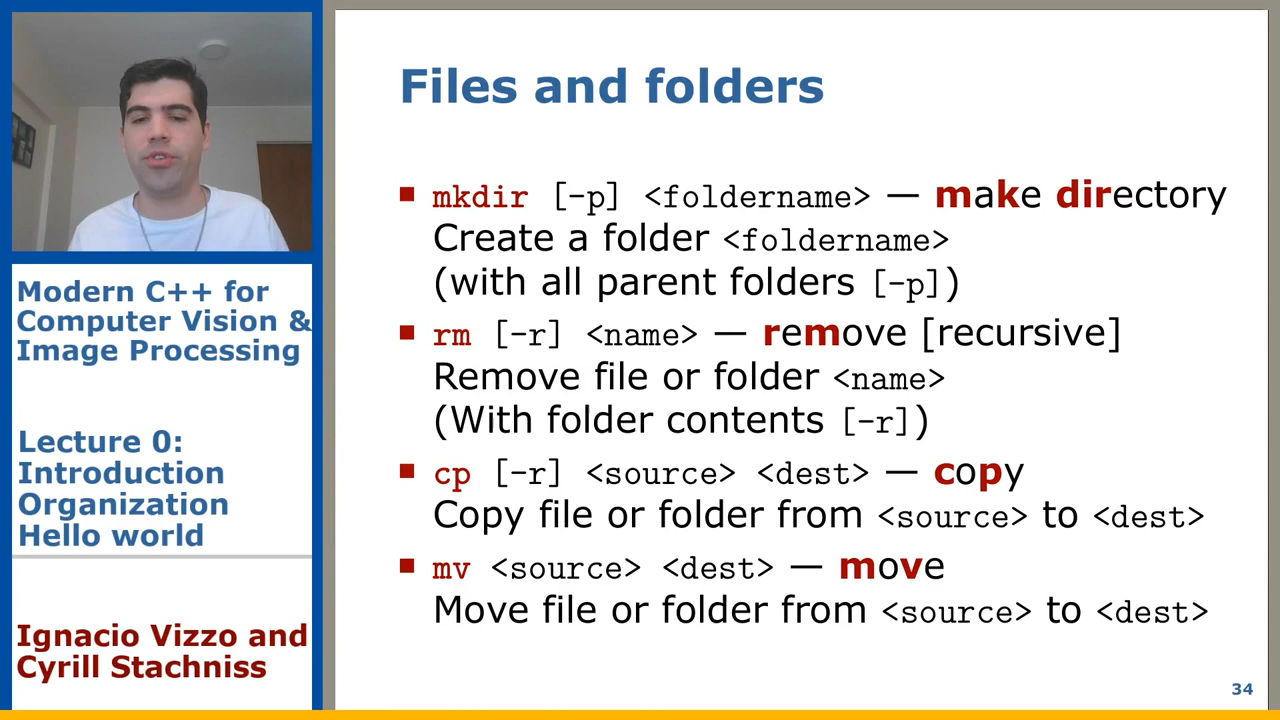 Files and folders
mkdir [-p] <foldername> — make directory
Create a folder <foldername>
(with all parent folders [-p])
rm [-r] <name> — remove [recursive]
Remove file or folder <name>
(With folder contents [-r])
cp [-r] <source> <dest> — copy
Copy file or folder from <source> to <dest>
mv <source> <dest> — move
Move file or folder from <source> to <dest>
34
Modern C++ for
Computer Vision &
Image Processing
Lecture 0:
Introduction
Organization
Hello world
Ignacio Vizzo and
Cyrill Stachniss